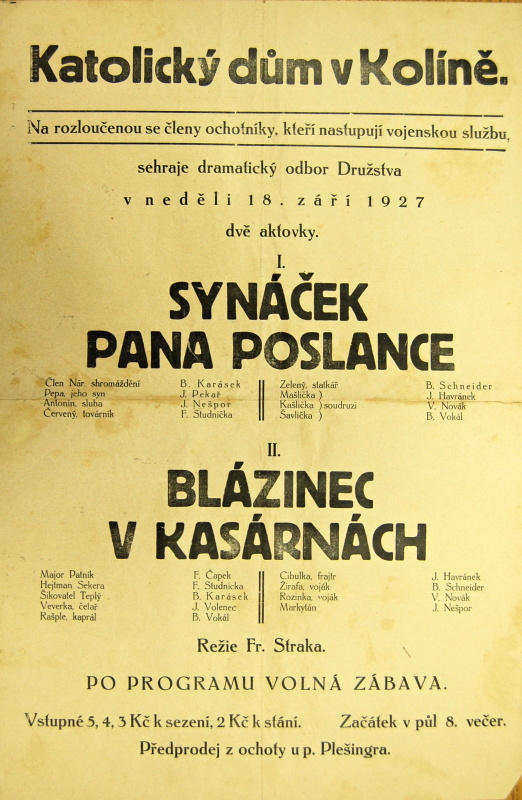 Katolický dům v Kolíně.
Na rozloučenou se členy ochotníky, kteří nastupují vojenskou službu,
sehraje dramatický odbor Družstva
v neděli 18. září 1927
dvě aktovky.
I.
SYNÁČEK
PANA POSLANCE
Člen Nár. shromáždění B. Karásek
Pepa, jeho syn J. Pekař
Antonín, sluha J. Nešpor
Červený, továrník F. Studnička
Zelený, statkář B. Schneider
Mašlička ) J. Havránek
Kašlička ) soudruzi V. Novák
Šavlička ) B. Vokál
II.
BLÁZINEC
V KASÁRNÁCH
Major Patník F. Čapek
Hejtman Sekera F. Studnicka
Šikovatel Teplý B. Karásek
Veverka, četař J. Volenec
Rašple, kaprál B. Vokál
Cibulka, frajtr J. Havránek
Žirafa, voják B. Schneider
Rozinka, voják V. Novák
Markytán J. Nešpor
Režie Fr. Straka.
PO PROGRAMU VOLNÁ ZÁBAVA.
Vstupné 5, 4, 3 Kč k sezení, 2 Kč k stání. Začátek v půl 8. večer.
Předprodej z ochoty u p. Plešingra.